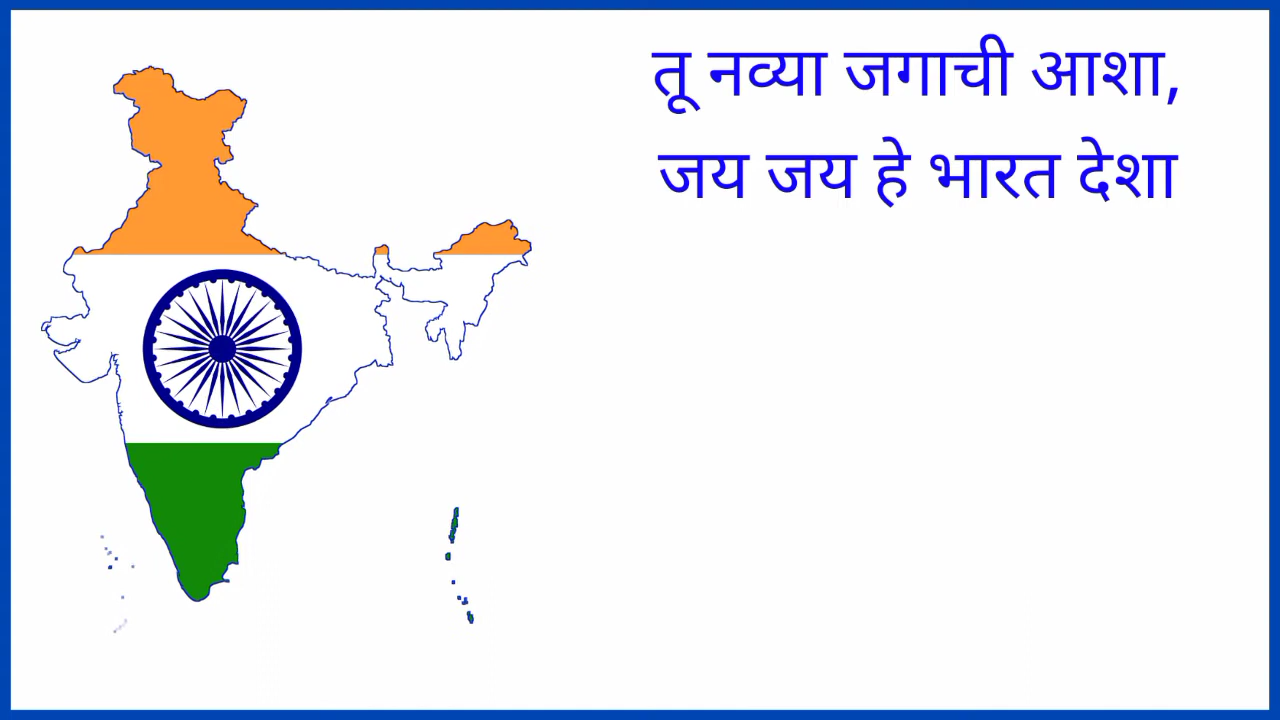 तू नव्या जगाची आशा,
जय जय हे भारत देशा